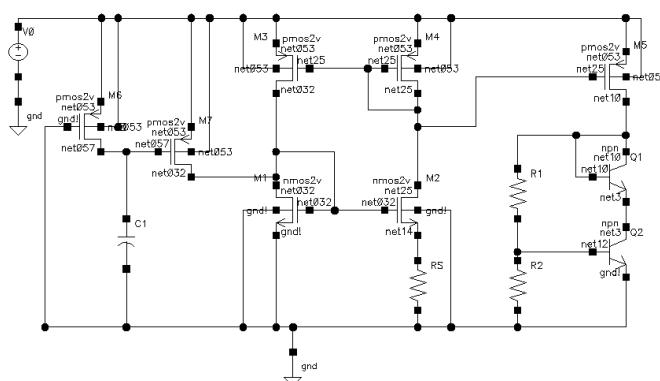 V0
gnd
pmos2v
net053
M6
gnd!
net053
net057
pmos2v
net053
M7
net057
net053
net032
C1
M3
pmos2v
net053
net053
net25
net032
M4
pmos2v
net053
net25
net053
net25
M1
nmos2v
net032
net032
gnd!
gnd!
M2
nmos2v
net25
net032
gnd!
net14
RS
gnd
M5
pmos2v
net053
net25
net10
R1
R2
npn
net10
Q1
net10
net3
npn
net3
Q2
net12
gnd!